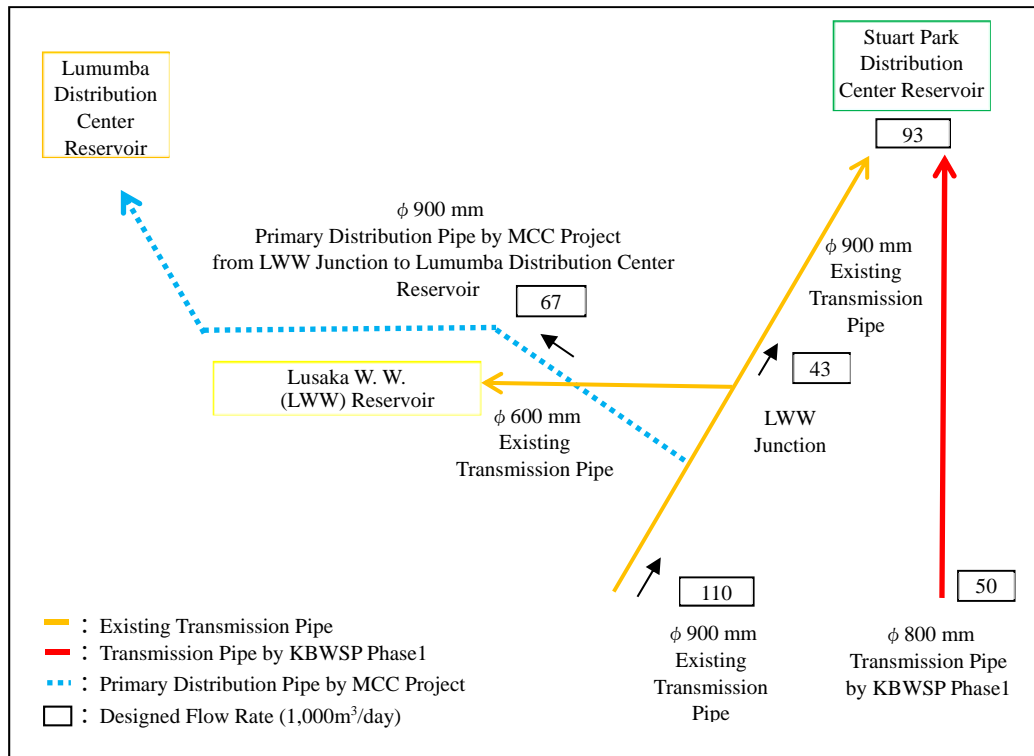 Lumumba
Distribution
Center
Reservoir
Stuart Park
Distribution
Center Reservoir
93
ϕ 900 mm
Primary Distribution Pipe by MCC Project
from LWW Junction to Lumumba Distribution Center
Reservoir
67
ϕ 900 mm
Existing
Transmission
Pipe
Lusaka W. W.
(LWW) Reservoir
43
ϕ 600 mm
Existing
Transmission Pipe
LWW
Junction
110
50
ϕ 900 mm
Existing
Transmission
Pipe
ϕ 800 mm
Transmission Pipe
by KBWSP Phase1
: Existing Transmission Pipe
: Transmission Pipe by KBWSP Phase1
: Primary Distribution Pipe by MCC Project
: Designed Flow Rate (1,000m³/day)